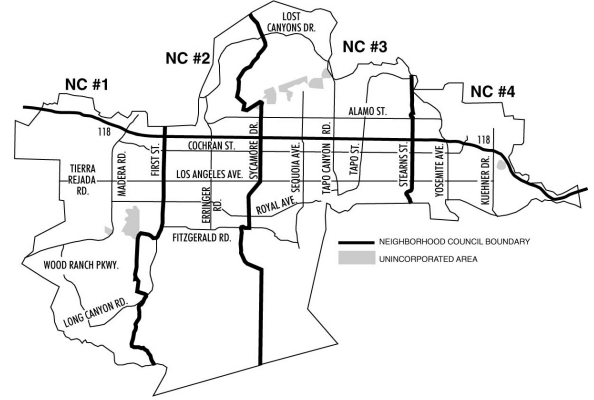 LOST
CANYONS DR.
NC #2
NC #3
NC #1
NC #4
ALAMO ST.
118
118
COCHRAN ST.
TIERRA
REJADA
RD.
MADERA RD.
FIRST ST.
LOS ANGELES AVE.
ERRINGER
RD.
SYCAMORE DR.
SEQUOIA AVE.
TAPO CANYON RD.
TAPO ST.
STEARNS ST.
YOSEMITE AVE.
KUEHNER DR.
ROYAL AVE.
FITZGERALD RD.
WOOD RANCH PKWY.
LONG CANYON RD.
NEIGHBORHOOD COUNCIL BOUNDARY
UNINCORPORATED AREA